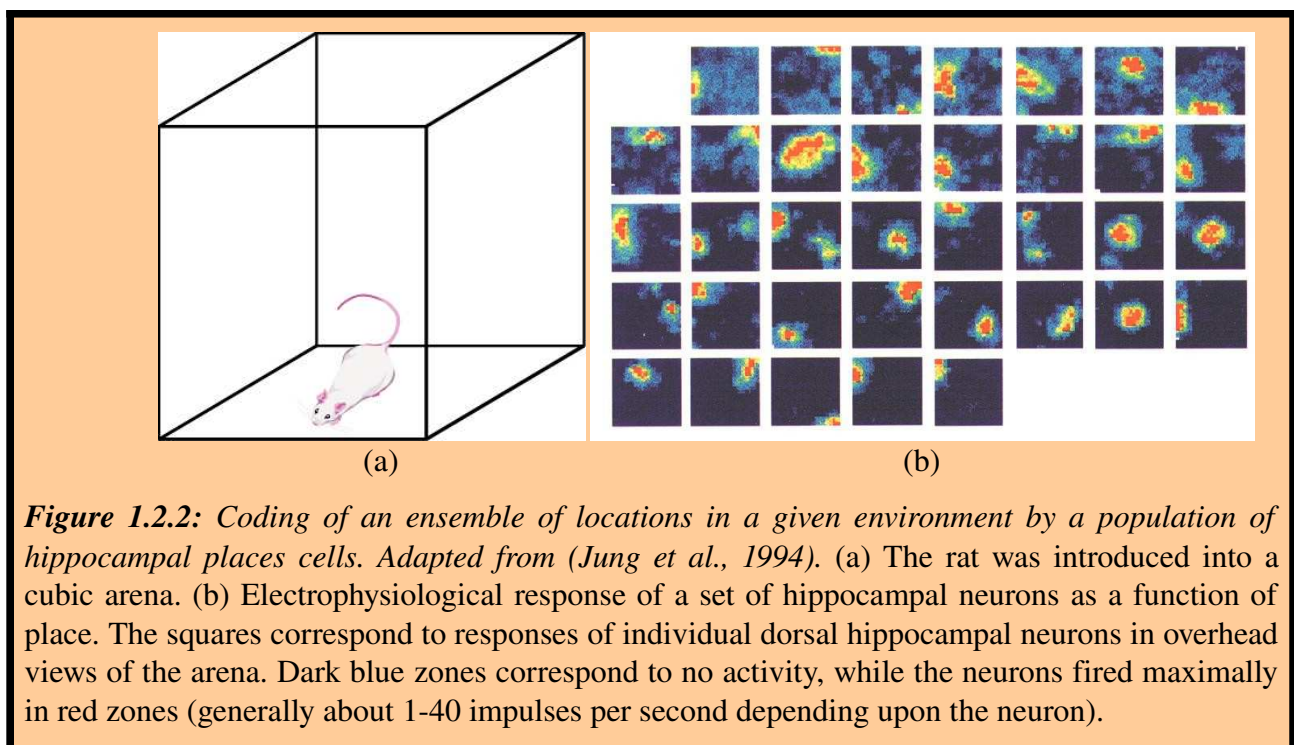 (a)
(b)
Figure 1.2.2: Coding of an ensemble of locations in a given environment by a population of
hippocampal places cells. Adapted from (Jung et al., 1994). (a) The rat was introduced into a
cubic arena. (b) Electrophysiological response of a set of hippocampal neurons as a function of
place. The squares correspond to responses of individual dorsal hippocampal neurons in overhead
views of the arena. Dark blue zones correspond to no activity, while the neurons fired maximally
in red zones (generally about 1-40 impulses per second depending upon the neuron).